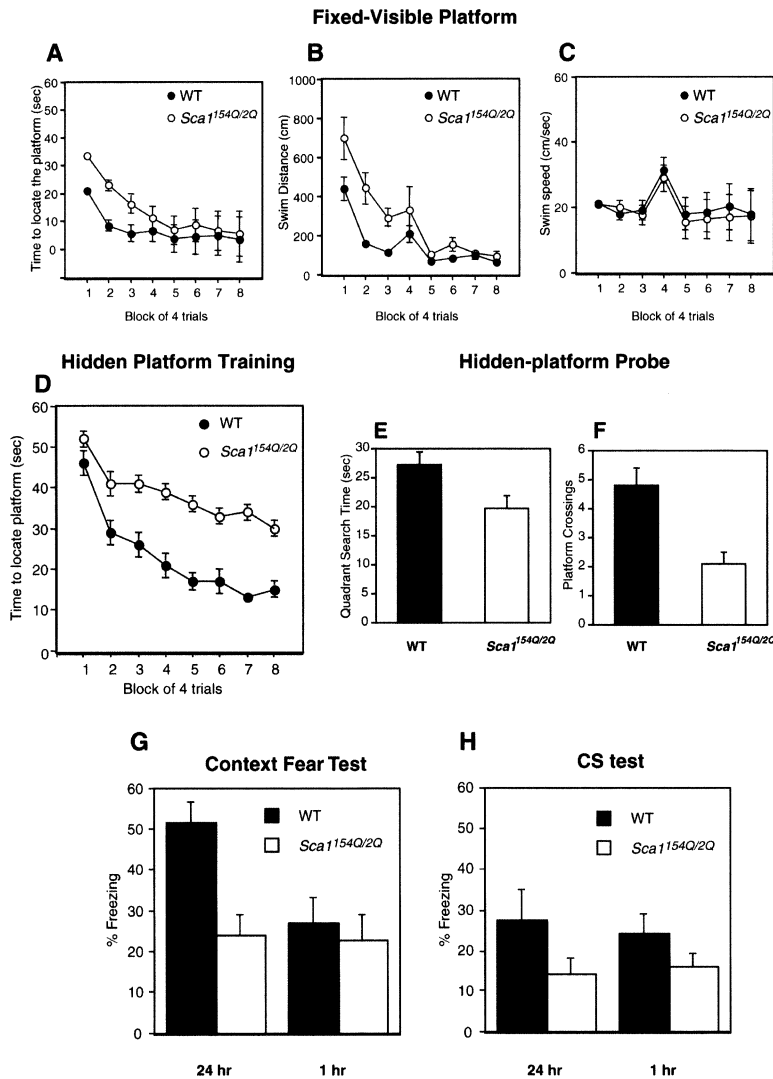 Fixed-Visible Platform
A
Time to locate the platform (sec)
60
50
40
30
20
10
0
WT
Sca1154Q/2Q
1 2 3 4 5 6 7 8
Block of 4 trials
B
Swim Distance (cm)
1000
800
600
400
200
0
WT
Sca1154Q/2Q
1 2 3 4 5 6 7 8
Block of 4 trials
C
Swim speed (cm/sec)
60
40
20
0
WT
Sca1154Q/2Q
1 2 3 4 5 6 7 8
Block of 4 trials
Hidden Platform Training
D
Time to locate platform (sec)
60
50
40
30
20
10
0
WT
Sca1154Q/2Q
1 2 3 4 5 6 7 8
Block of 4 trials
Hidden-platform Probe
E
Quadrant Search Time (sec)
30
25
20
15
10
5
0
WT Sca1154Q/2Q
F
Platform Crossings
6
5
4
3
2
1
0
WT Sca1154Q/2Q
G
Context Fear Test
% Freezing
60
50
40
30
20
10
0
WT
Sca1154Q/2Q
24 hr 1 hr
H
CS test
% Freezing
60
50
40
30
20
10
0
WT
Sca1154Q/2Q
24 hr 1 hr